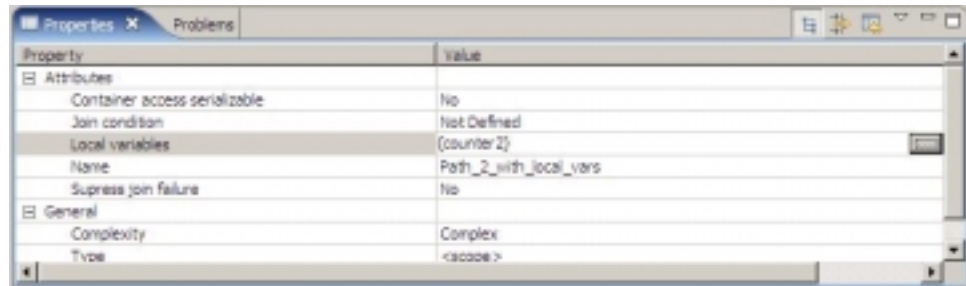 Properties Problems
Property Value
Attributes
Container access serializable No
Join condition Not Defined
Local variables {counter2}
Name Path_2_with_local_vars
Supress join failure No
General
Complexity Complex
Type <scope>